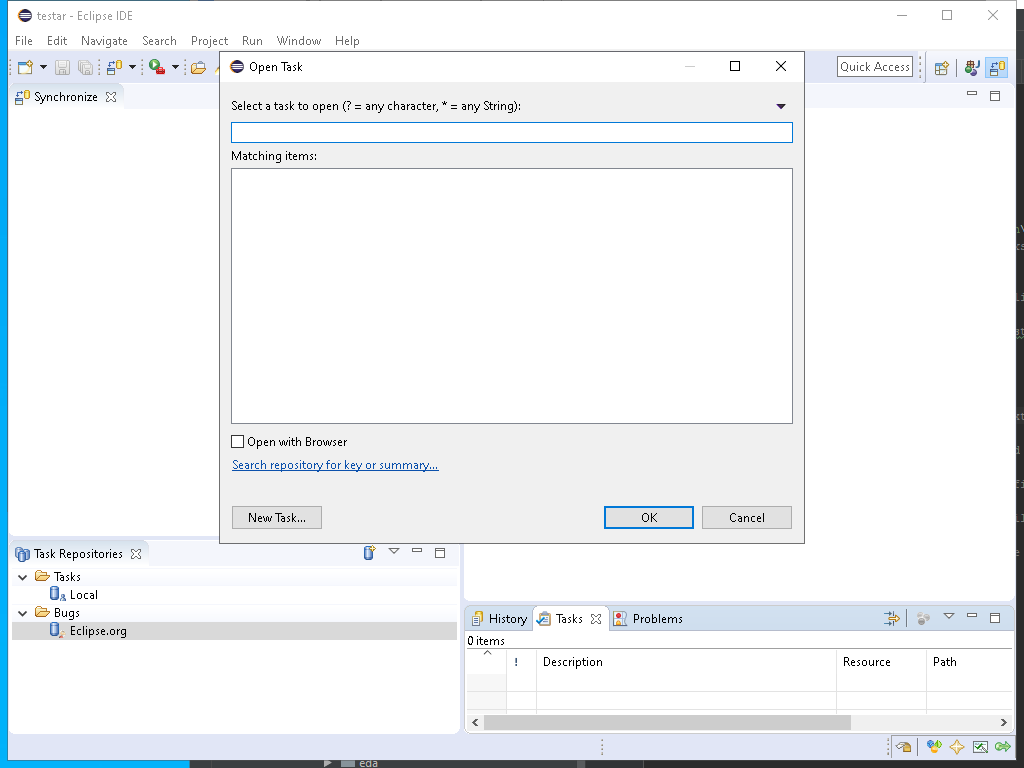 testar - Eclipse IDE
File Edit Navigate Search Project Run Window Help
Quick Access
Synchronize
Open Task
Select a task to open (? = any character, * = any String):
Matching items:
Open with Browser
Search repository for key or summary...
New Task...
OK
Cancel
Task Repositories
Tasks
Local
Bugs
Eclipse.org
History
Tasks
Problems
0 items
! Description Resource Path
eda